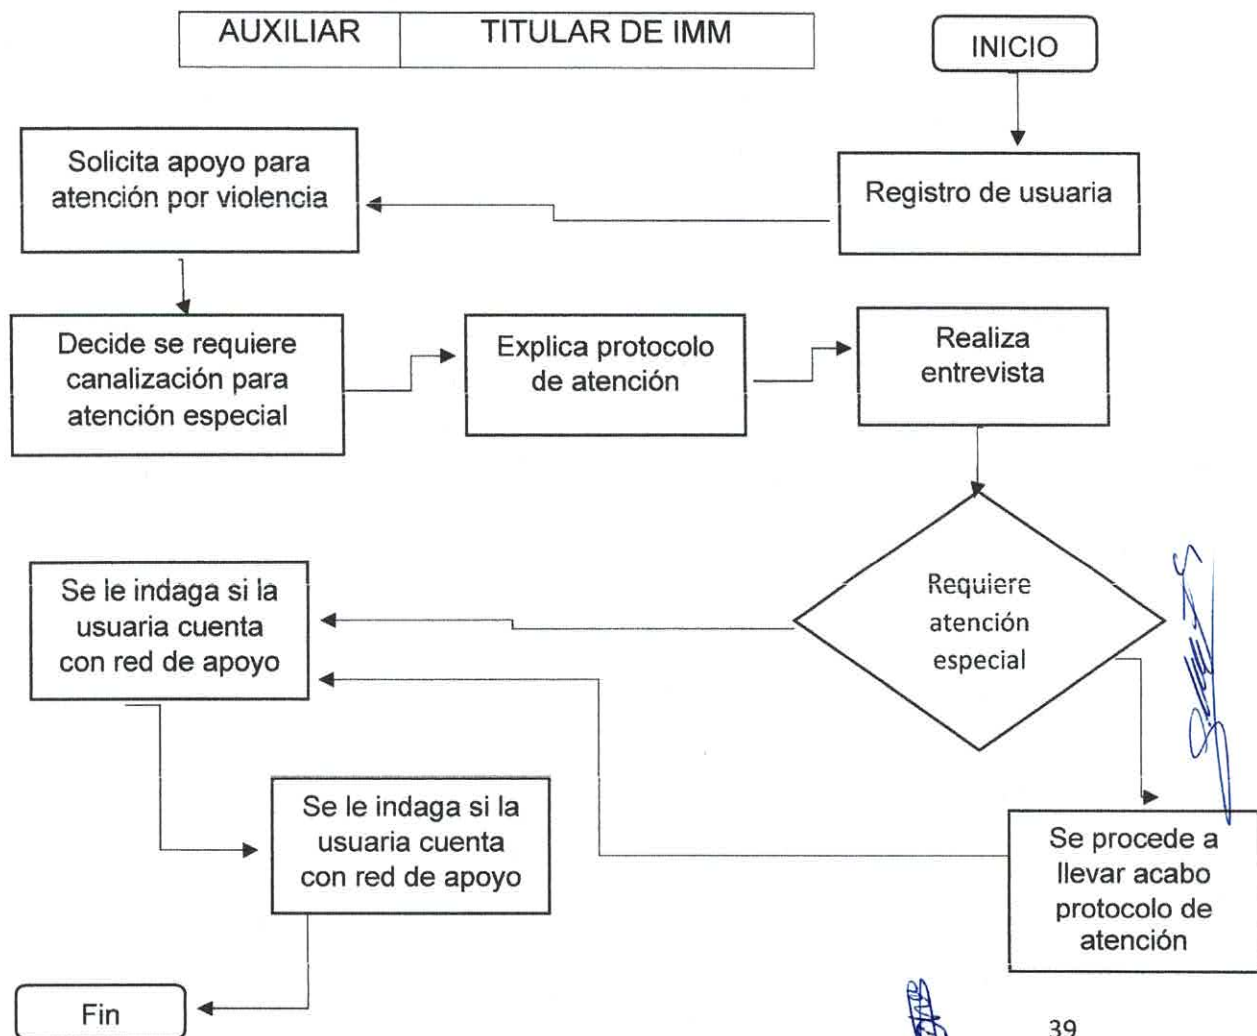 AUXILIAR TITULAR DE IMM
INICIO
Solicita apoyo para
atención por violencia
Registro de usuaria
Decide se requiere
canalización para
atención especial
Explica protocolo
de atención
Realiza
entrevista
Requiere
atención
especial
Se le indaga si la
usuaria cuenta
con red de apoyo
Se le indaga si la
usuaria cuenta
con red de apoyo
Se procede a
llevar acabo
protocolo de
atención
Fin
39